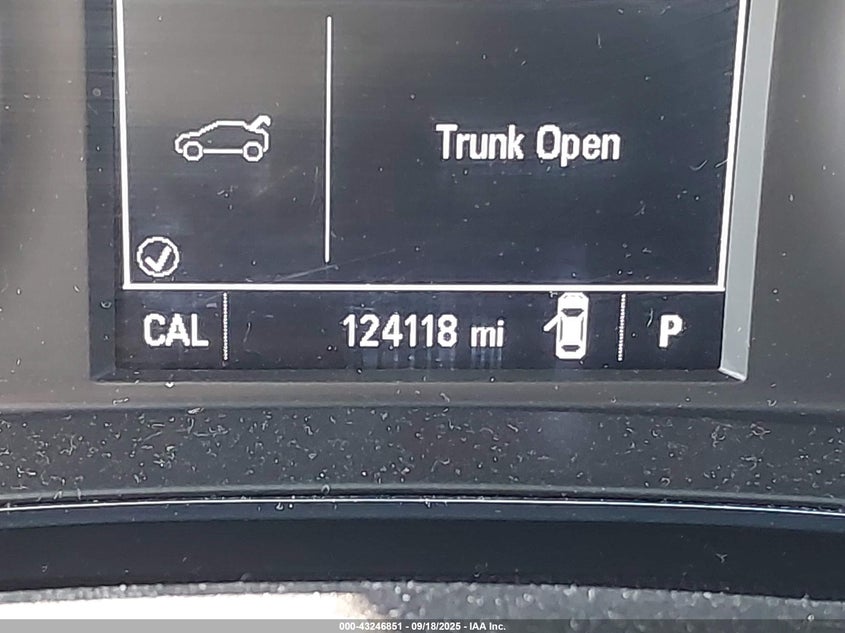 Trunk Open
CAL 124118 mi P
000-43246851 - 09/18/2025 - IAA Inc.